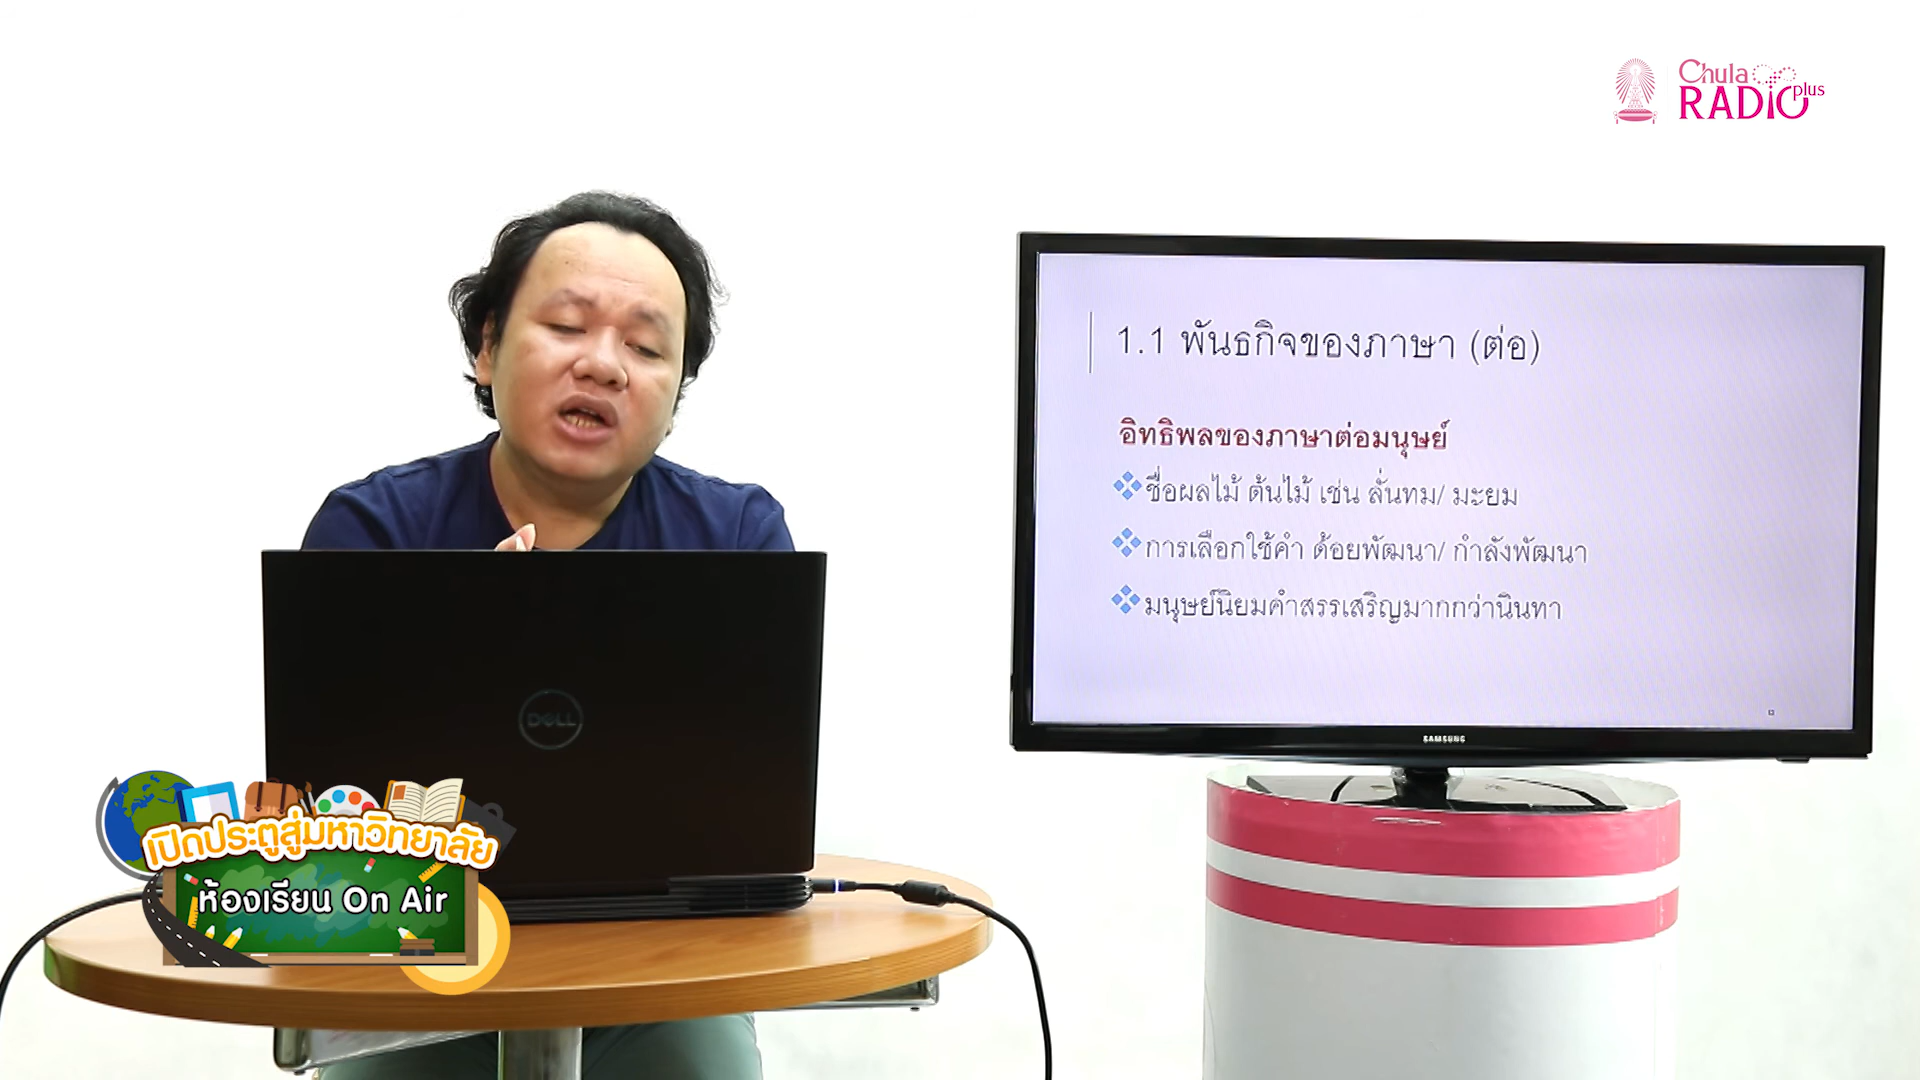 Chula
RADIO plus
1.1 พันธกิจของภาษา (ต่อ)
อิทธิพลของภาษาต่อมนุษย์
ชื่อผลไม้ ต้นไม้ เช่น ลั่นทม/ มะยม
การเลือกใช้คำ ด้อยพัฒนา/ กำลังพัฒนา
มนุษย์นิยมคำสรรเสริญมากกว่านินทา
SAMSUNG
DELL
เปิดประตูสู่มหาวิทยาลัย
ห้องเรียน On Air